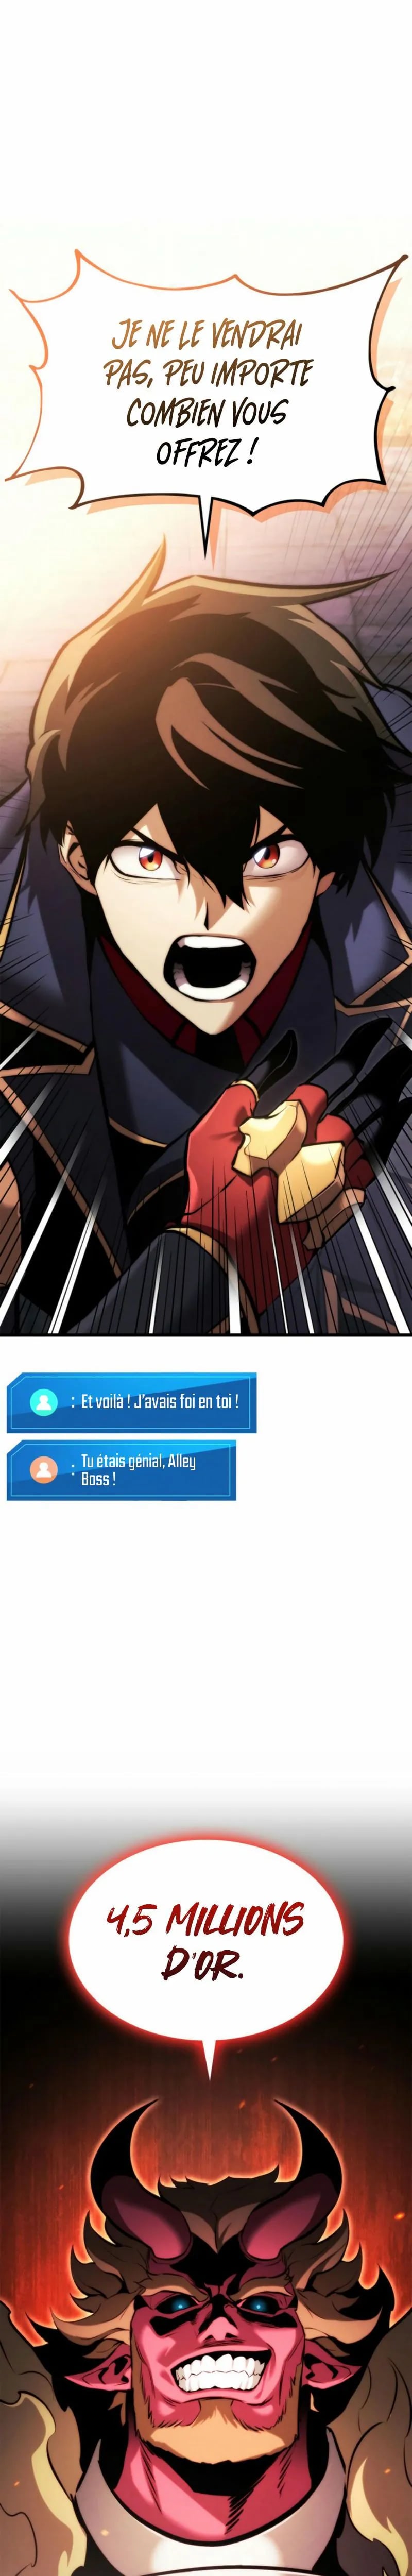 JE NE LE VENDRAI
PAS, PEU IMPORTE
COMBIEN VOUS
OFFREZ !
: Et voilà ! J'avais foi en toi !
: Tu étais génial, Alley
Boss !
4,5 MILLIONS
D'OR.